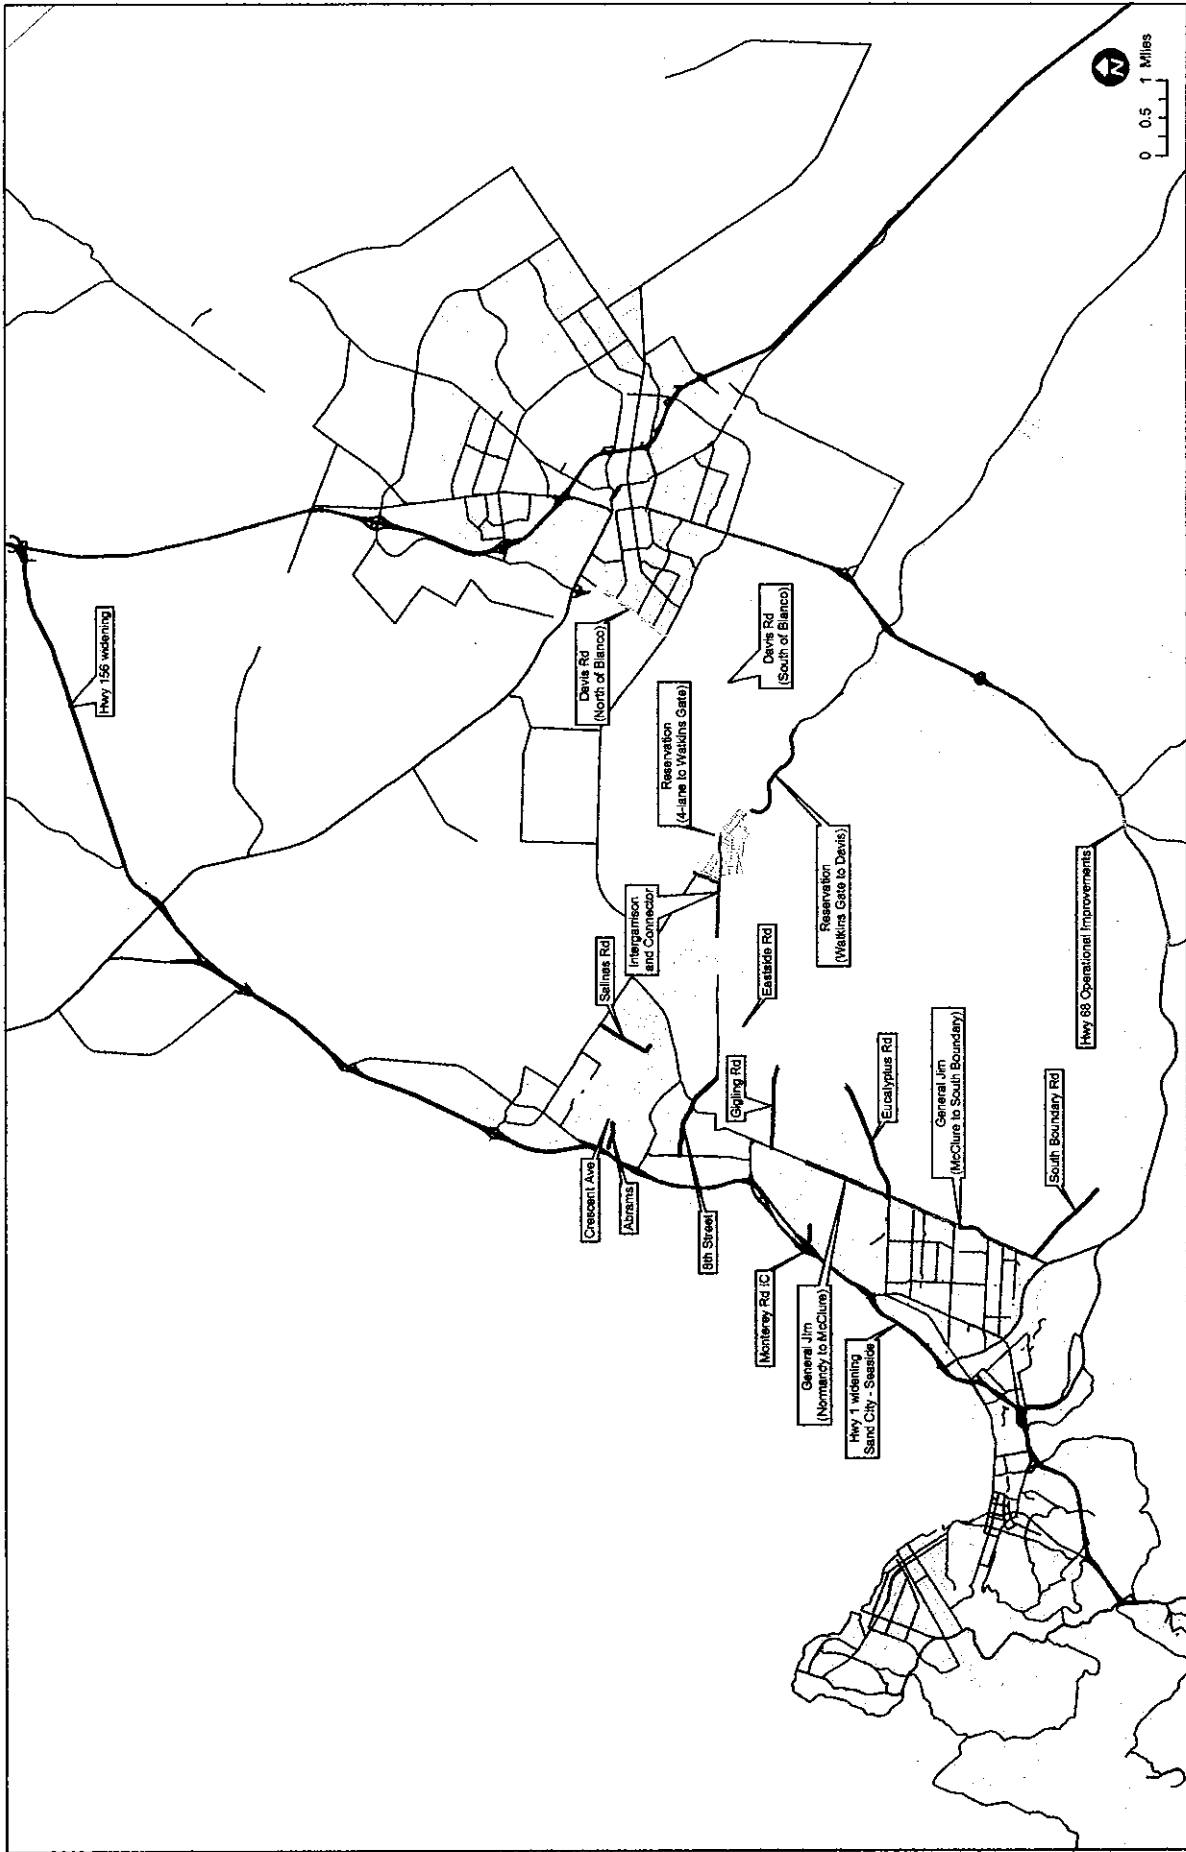 Hwy 156 widening
Davis Rd
(North of Blanco)
Reservation
(4-lane to Watkins Gate)
Davis Rd
(South of Blanco)
Intergarrison
and Connector
Salinas Rd
Reservation
(Watkins Gate to Davis)
Eastside Rd
Hwy 68 Operational Improvements
Gigling Rd
Eucalyptus Rd
General Jim
(McClure to South Boundary)
South Boundary Rd
Crescent Ave
Abrams
8th Street
Monterey Rd IC
General Jim
(Normandy to McClure)
Hwy 1 widening
Sand City - Seaside
N
0 0.5 1 Miles